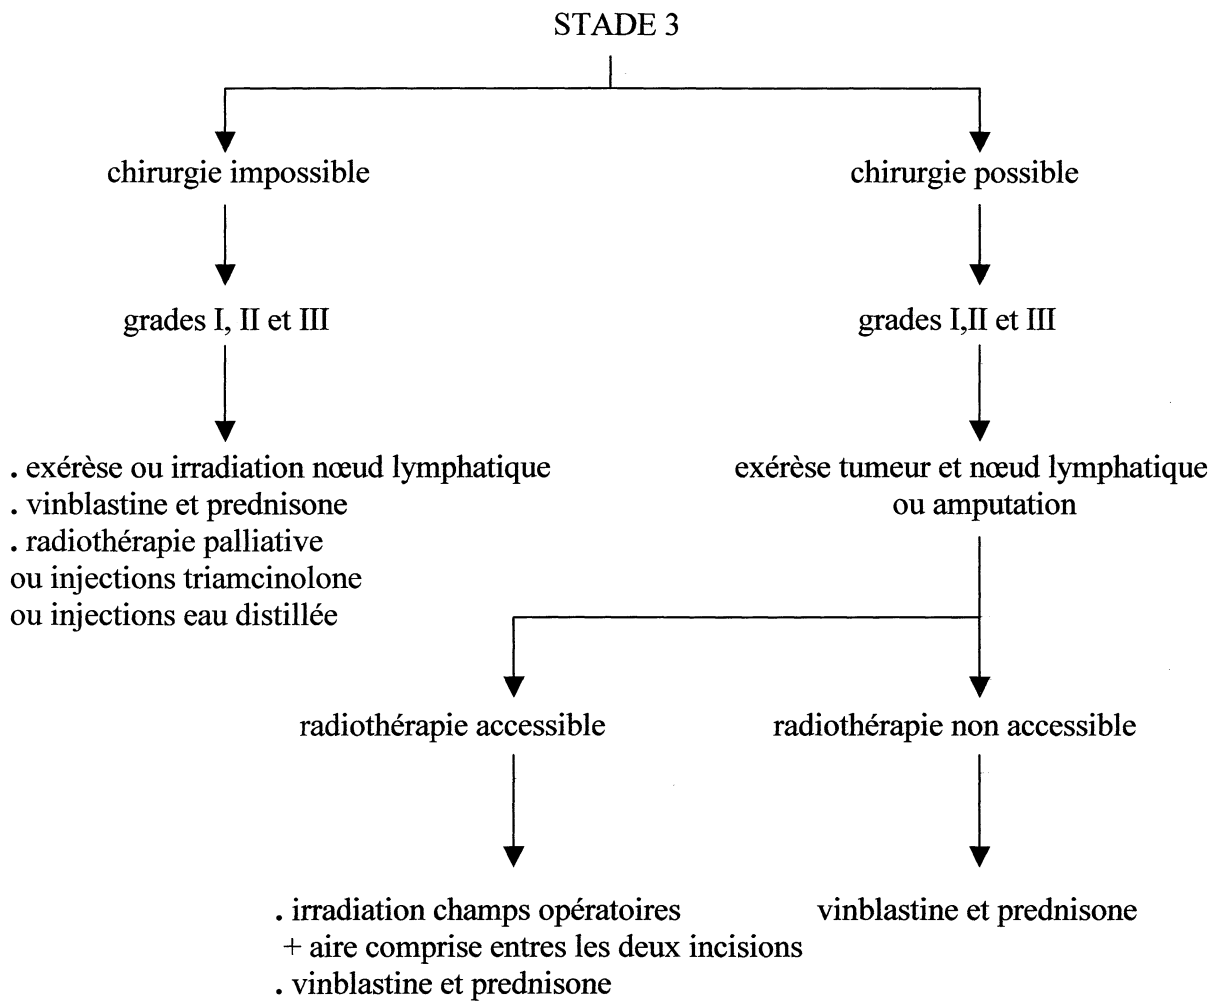 STADE 3
chirurgie impossible
chirurgie possible
grades I, II et III
grades I,II et III
. exérèse ou irradiation nœud lymphatique
. vinblastine et prednisone
. radiothérapie palliative
ou injections triamcinolone
ou injections eau distillée
exérèse tumeur et nœud lymphatique
ou amputation
radiothérapie accessible
radiothérapie non accessible
. irradiation champs opératoires
+ aire comprise entres les deux incisions
. vinblastine et prednisone
vinblastine et prednisone